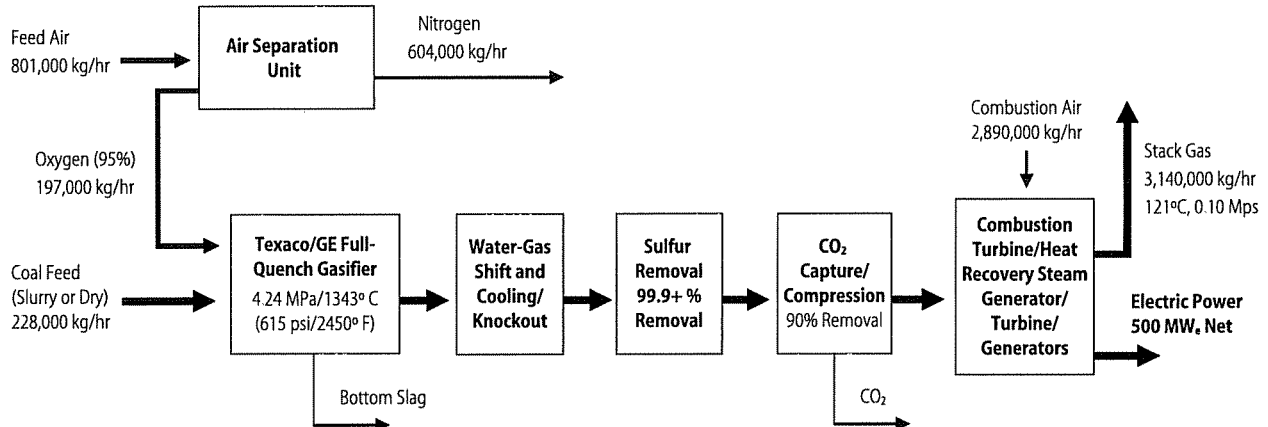 Feed Air
801,000 kg/hr
Air Separation
Unit
Nitrogen
604,000 kg/hr
Oxygen (95%)
197,000 kg/hr
Combustion Air
2,890,000 kg/hr
Stack Gas
3,140,000 kg/hr
121ºC, 0.10 Mps
Coal Feed
(Slurry or Dry)
228,000 kg/hr
Texaco/GE Full-
Quench Gasifier
4.24 MPa/1343º C
(615 psi/2450º F)
Water-Gas
Shift and
Cooling/
Knockout
Sulfur
Removal
99.9+ %
Removal
CO₂
Capture/
Compression
90% Removal
Combustion
Turbine/Heat
Recovery Steam
Generator/
Turbine/
Generators
Electric Power
500 MWₑ Net
Bottom Slag
CO₂